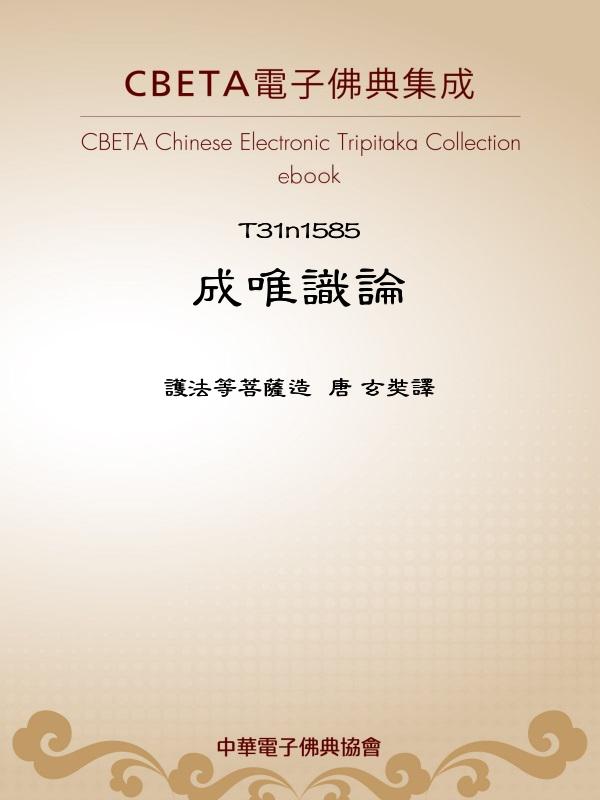 CBETA電子佛典集成
CBETA Chinese Electronic Tripitaka Collection
ebook
T31n1585
成唯識論
護法等菩薩造 唐 玄奘譯
中華電子佛典協會